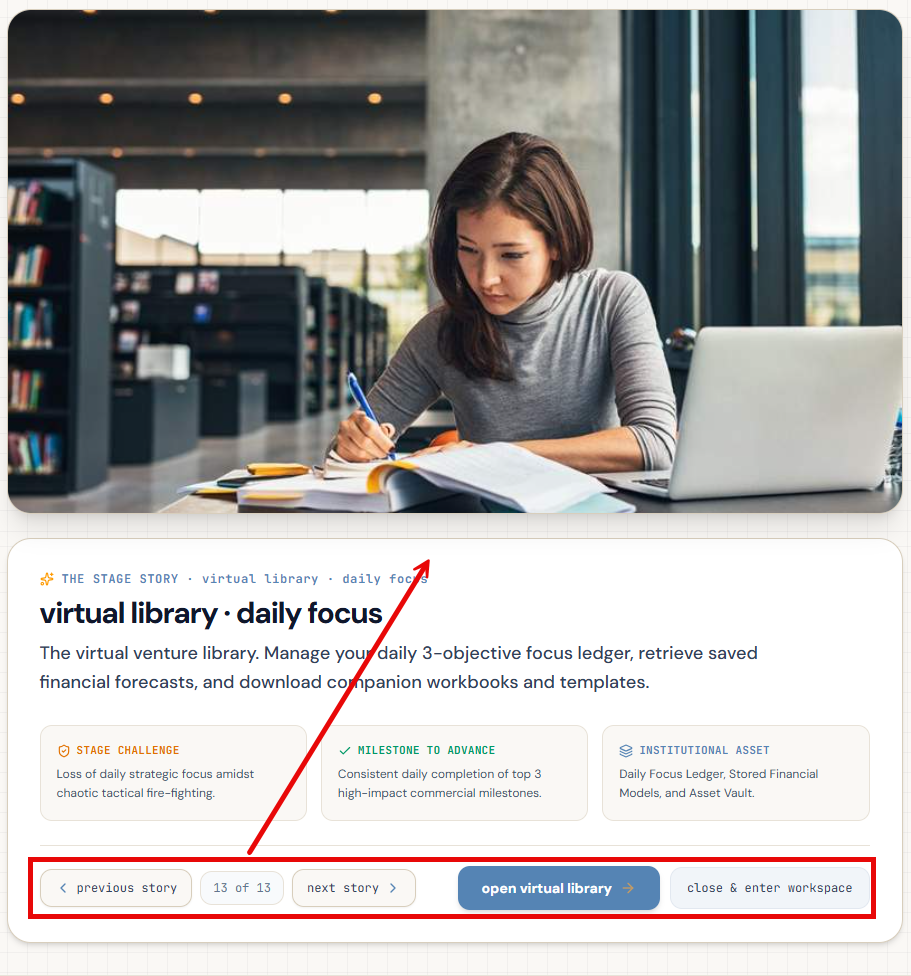 THE STAGE STORY · virtual library · daily focus
virtual library · daily focus
The virtual venture library. Manage your daily 3-objective focus ledger, retrieve saved
financial forecasts, and download companion workbooks and templates.
STAGE CHALLENGE
Loss of daily strategic focus amidst
chaotic tactical fire-fighting.
MILESTONE TO ADVANCE
Consistent daily completion of top 3
high-impact commercial milestones.
INSTITUTIONAL ASSET
Daily Focus Ledger, Stored Financial
Models, and Asset Vault.
previous story
13 of 13
next story
open virtual library →
close & enter workspace